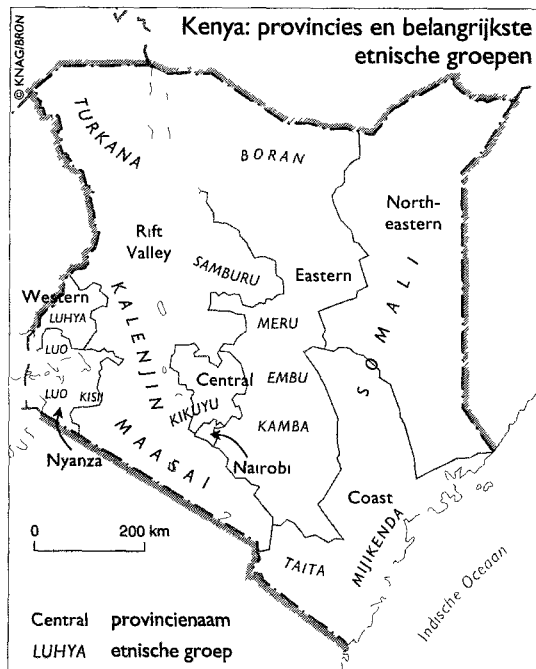 © KNAG/BRON
Kenya: provincies en belangrijkste
etnische groepen
TURKANA
BORAN
North-
eastern
Rift
Valley
SAMBURU
Eastern
Western
LUHYA
KALENJIN
MERU
SOMALI
LUO
Central
EMBU
LUO
KISII
KIKUYU
KAMBA
MAASAI
Nyanza
Nairobi
Coast
0 200 km
MIJIKENDA
TAITA
Indische Oceaan
Central provincienaam
LUHYA etnische groep